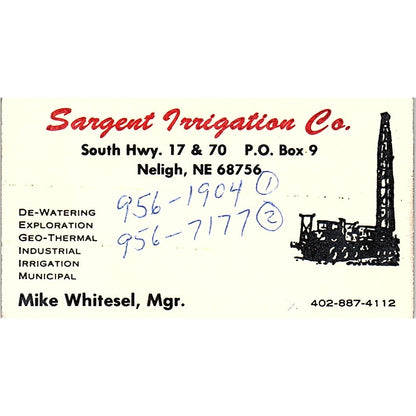 Sargent Irrigation Co.
South Hwy. 17 & 70 P.O. Box 9
Neligh, NE 68756
956-1904 ①
956-7177 ②
DE-WATERING
EXPLORATION
GEO-THERMAL
INDUSTRIAL
IRRIGATION
MUNICIPAL
Mike Whitesel, Mgr.
402-887-4112